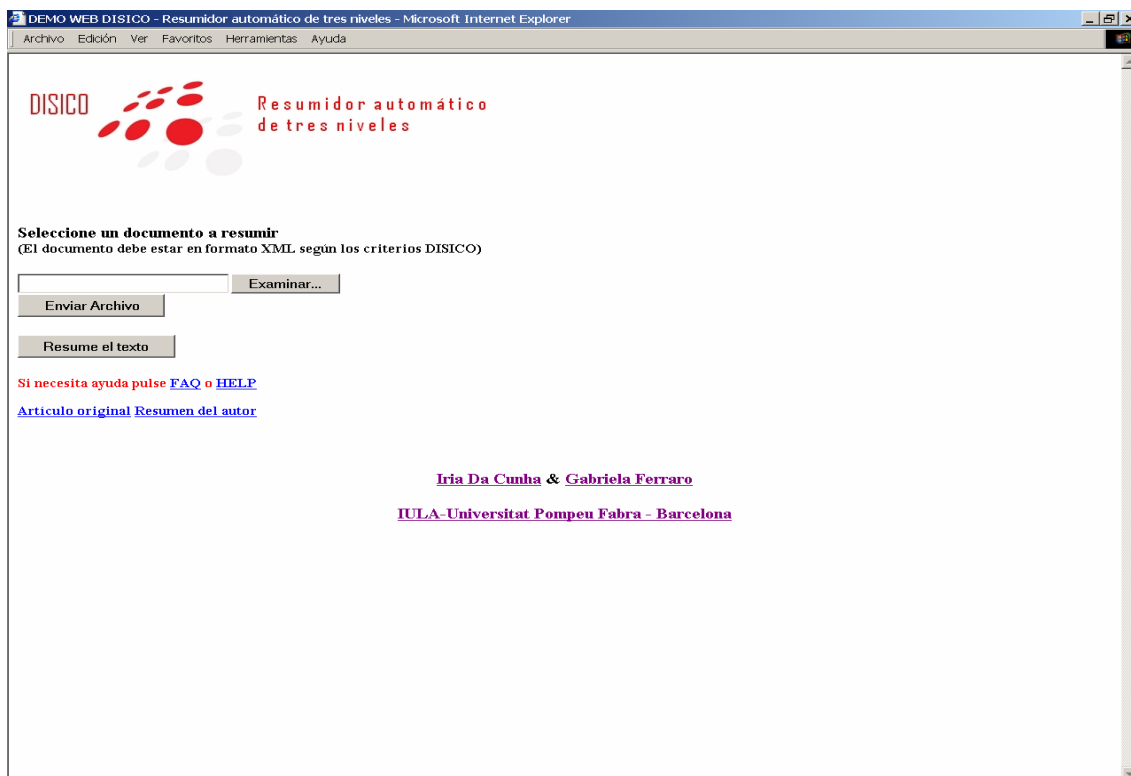 DEMO WEB DISICO - Resumidor automático de tres niveles - Microsoft Internet Explorer
Archivo Edición Ver Favoritos Herramientas Ayuda
DISICO
Resumidor automático
de tres niveles
Seleccione un documento a resumir
(El documento debe estar en formato XML según los criterios DISICO)
Examinar...
Enviar Archivo
Resume el texto
Si necesita ayuda pulse FAQ o HELP
Artículo original Resumen del autor
Iria Da Cunha & Gabriela Ferraro
IULA-Universitat Pompeu Fabra - Barcelona